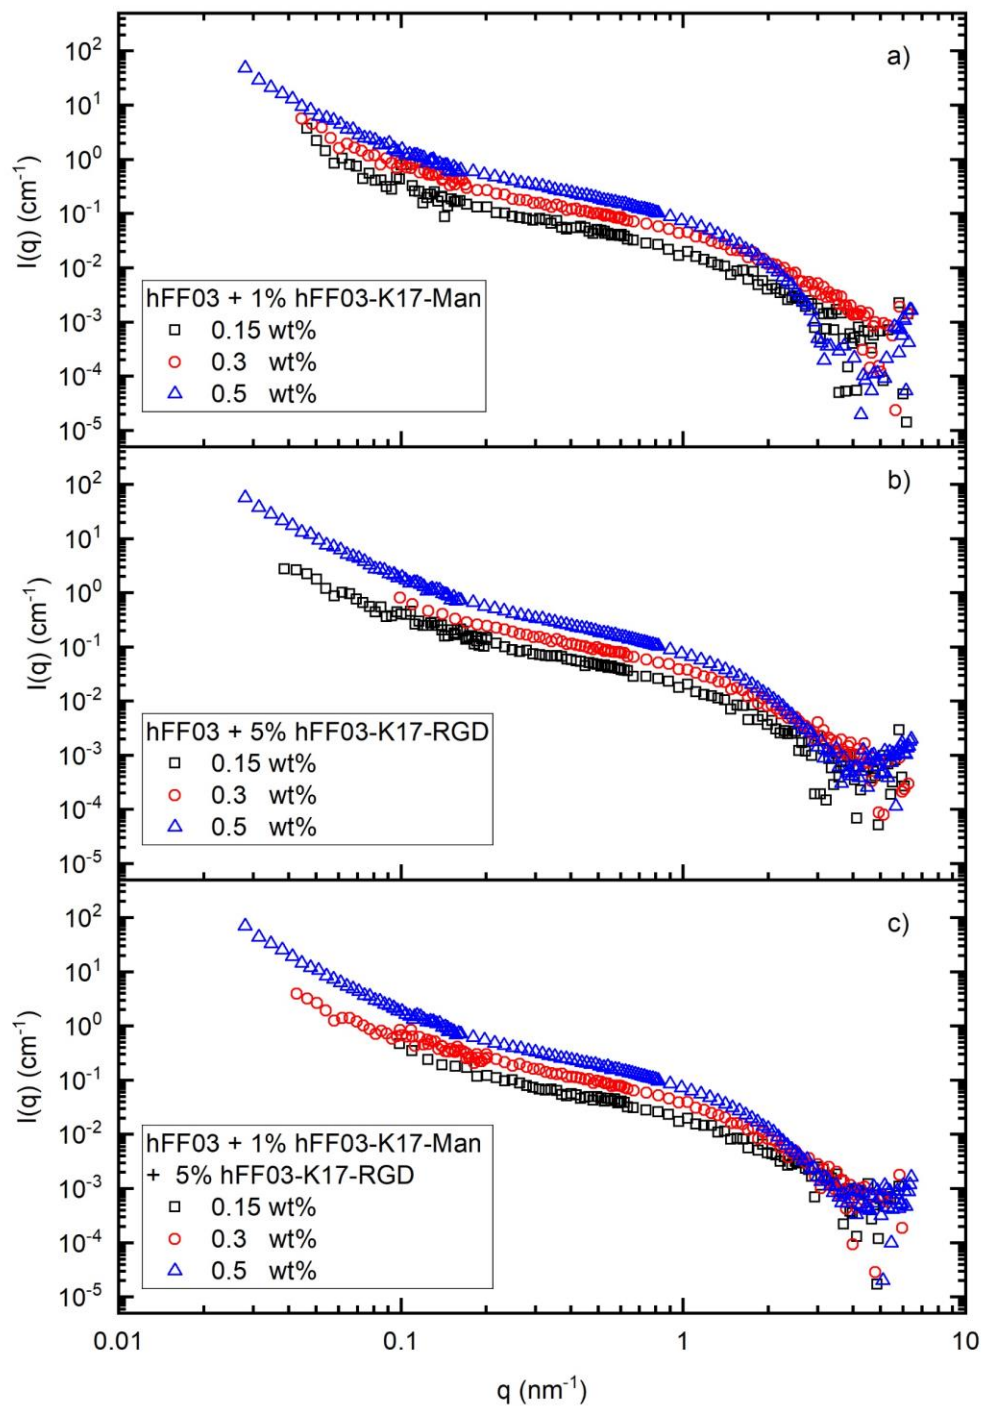 a)
10²
10¹
10⁰
10⁻¹
10⁻²
10⁻³
10⁻⁴
10⁻⁵
I(q) (cm⁻¹)
hFF03 + 1% hFF03-K17-Man
0.15 wt%
0.3 wt%
0.5 wt%
b)
10²
10¹
10⁰
10⁻¹
10⁻²
10⁻³
10⁻⁴
10⁻⁵
I(q) (cm⁻¹)
hFF03 + 5% hFF03-K17-RGD
0.15 wt%
0.3 wt%
0.5 wt%
c)
10²
10¹
10⁰
10⁻¹
10⁻²
10⁻³
10⁻⁴
10⁻⁵
I(q) (cm⁻¹)
hFF03 + 1% hFF03-K17-Man
+ 5% hFF03-K17-RGD
0.15 wt%
0.3 wt%
0.5 wt%
0.01 0.1 1 10
q (nm⁻¹)